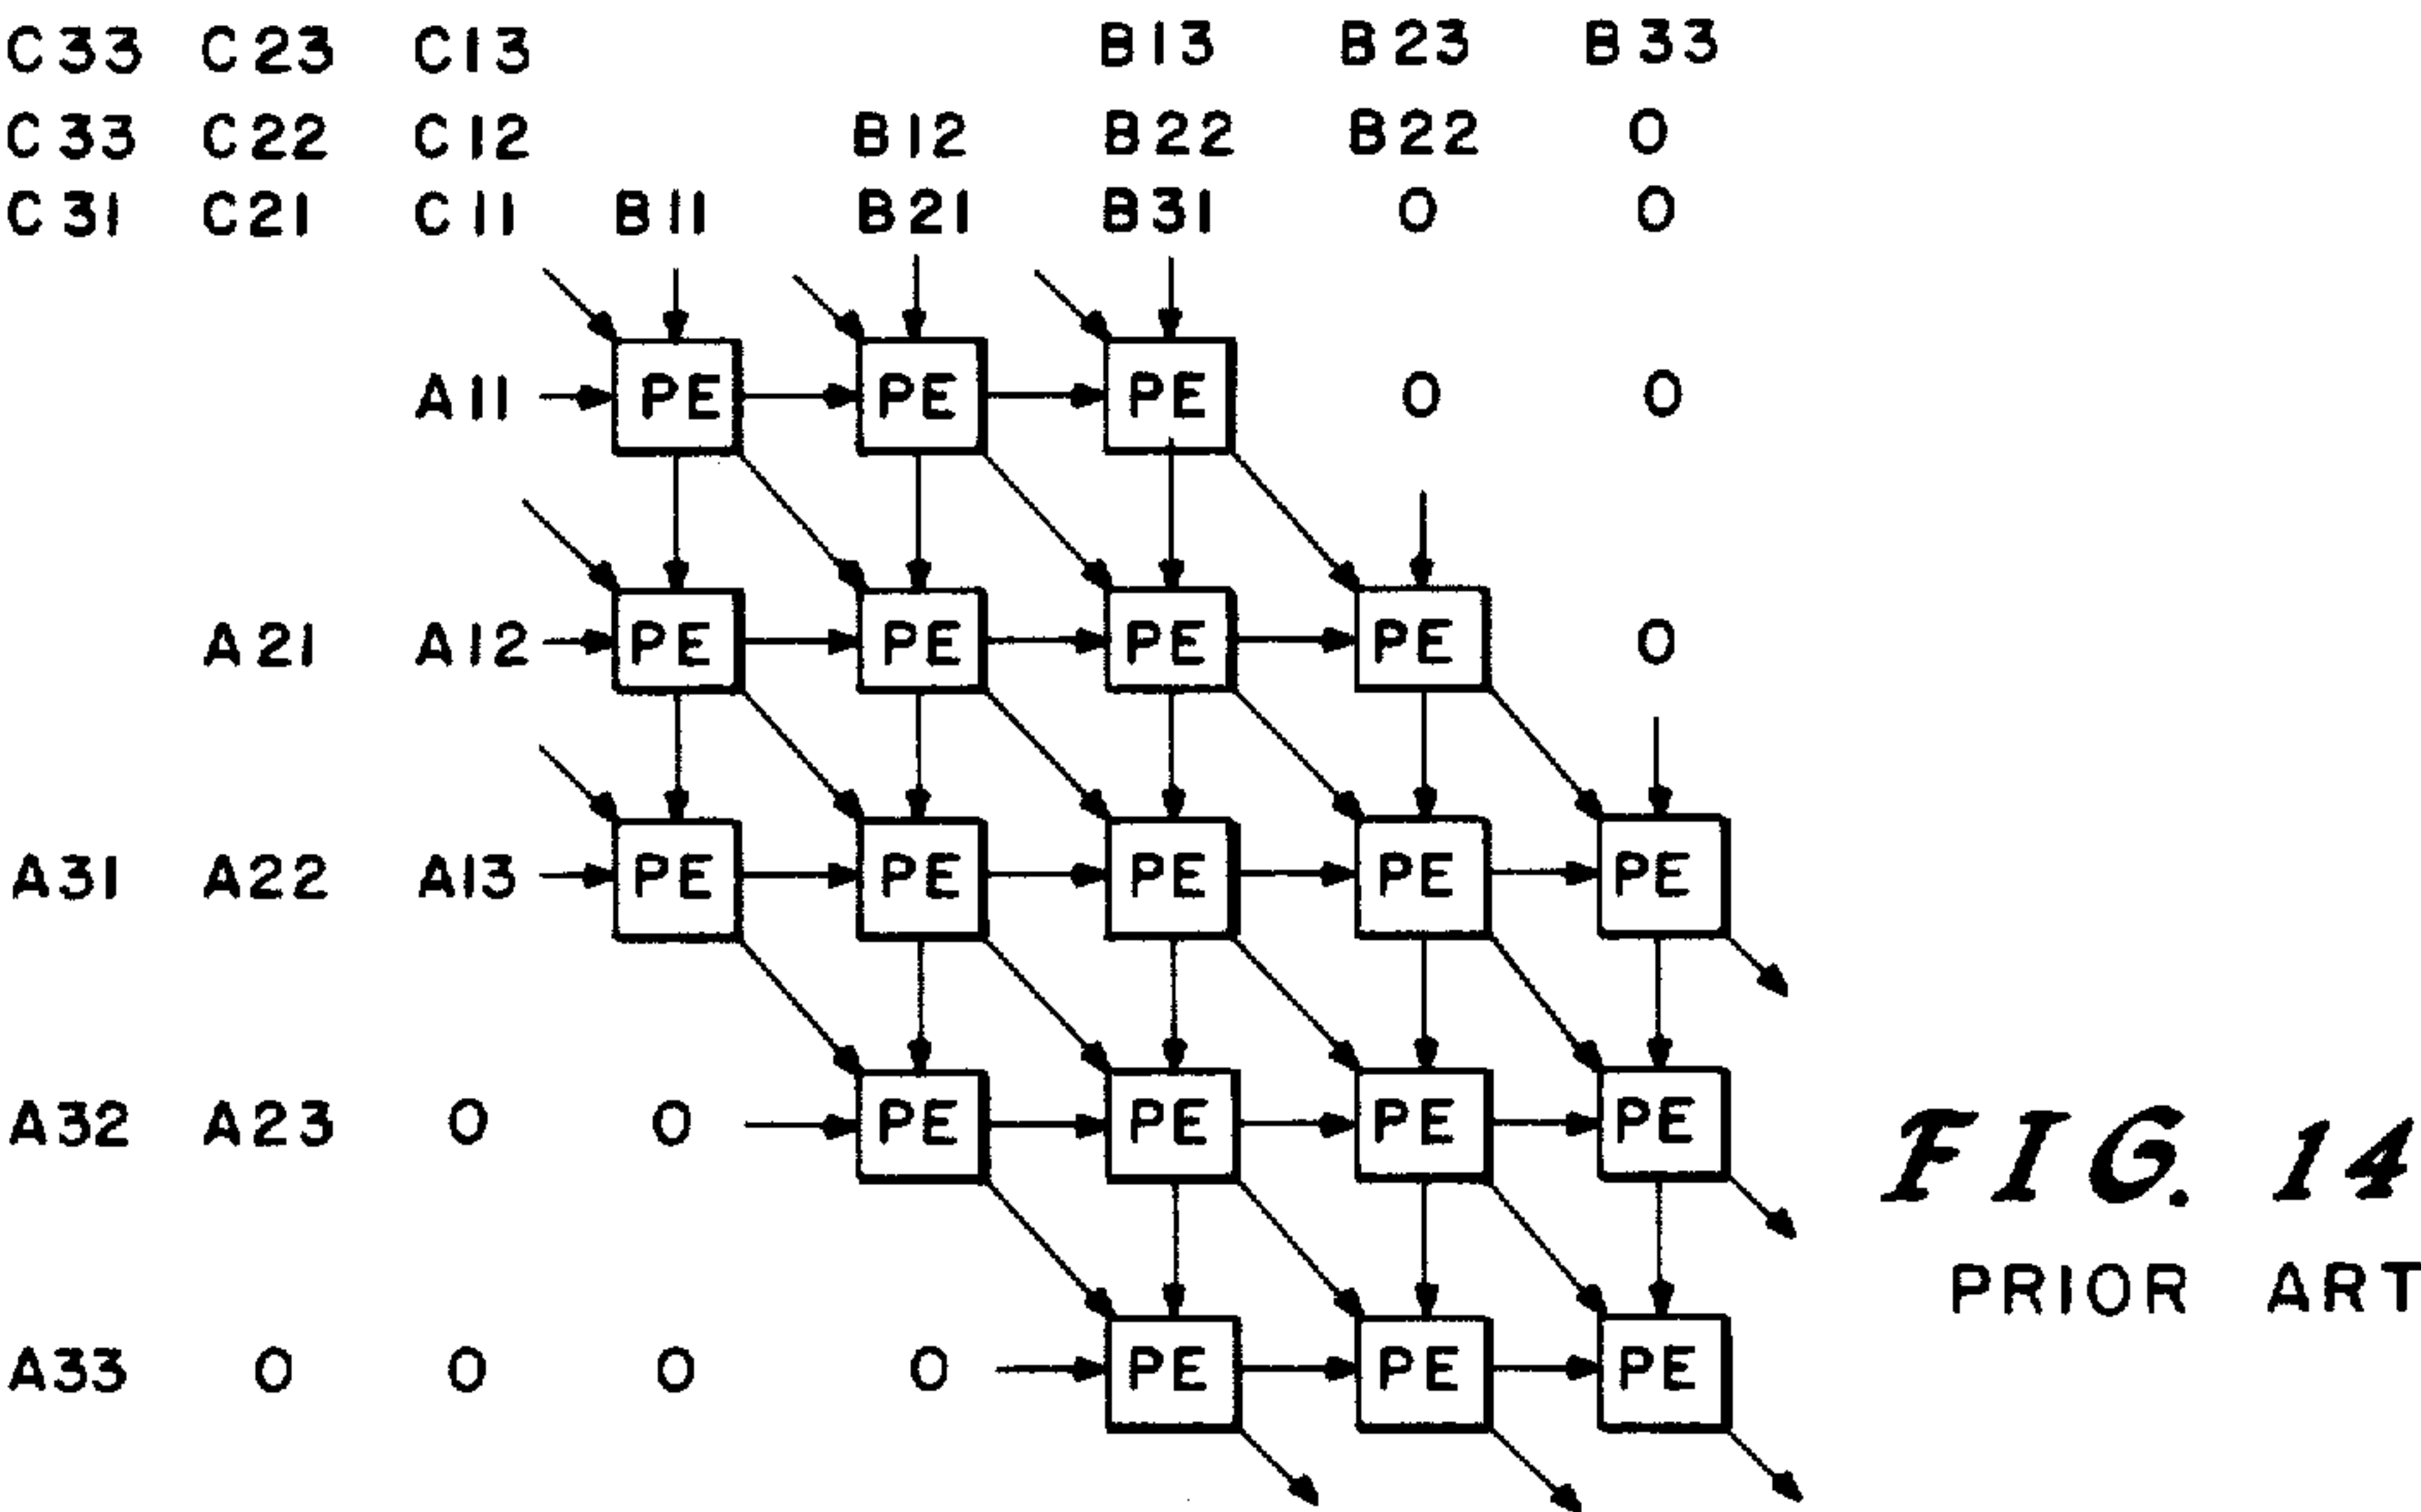 C33 C23 C13 B13 B23 B33
C33 C22 C12 B12 B22 B22 0
C31 C21 C11 B11 B21 B31 0 0
A11 PE PE PE 0 0
A21 A12 PE PE PE PE 0
A31 A22 A13 PE PE PE PE PE
A32 A23 0 0 PE PE PE PE
A33 0 0 0 0 PE PE PE
FIG. 14
PRIOR ART